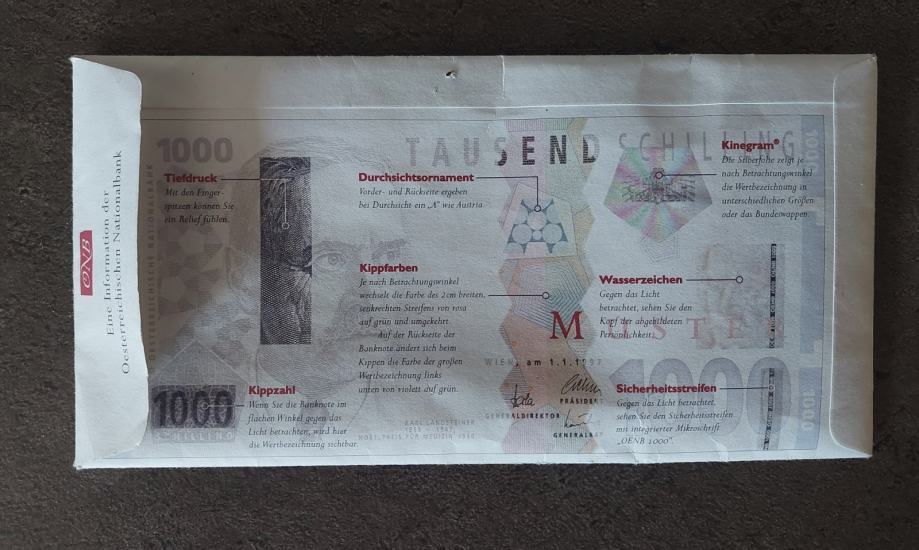 ONB
Eine Information der
Oesterreichischen Nationalbank
1000
TAUSEND SCHILLING
1000
OESTERREICHISCHE NATIONALBANK
Tiefdruck
Mit den Finger-
spitzen können Sie
ein Relief fühlen.
Durchsichtsornament
Vorder- und Rückseite ergeben
bei Durchsicht ein „A" wie Austria.
Kinegram®
Die Silberfolie zeigt je
nach Betrachtungswinkel
die Wertbezeichnung in
unterschiedlichen Größen
oder das Bundeswappen.
Kippfarben
Je nach Betrachtungswinkel
wechselt die Farbe des 2cm breiten,
senkrechten Streifens von rosa
auf grün und umgekehrt.
Auf der Rückseite der
Banknote ändert sich beim
Kippen die Farbe der großen
Wertbezeichnung links
unten von violett auf grün.
Wasserzeichen
Gegen das Licht
betrachtet, sehen Sie den
Kopf der abgebildeten
Persönlichkeit.
MUSTER
WIEN, am 1.1.1997
PRÄSIDENT
GENERALDIREKTOR
GENERALRAT
1000
Kippzahl
Wenn Sie die Banknote im
flachen Winkel gegen das
Licht betrachten, wird hier
die Wertbezeichnung sichtbar.
1000
SCHILLING
KARL LANDSTEINER
NOBELPREIS FÜR MEDIZIN 1930
Sicherheitsstreifen
Gegen das Licht betrachtet,
sehen Sie den Sicherheitsstreifen
mit integrierter Mikroschrift
„OENB 1000".
1000